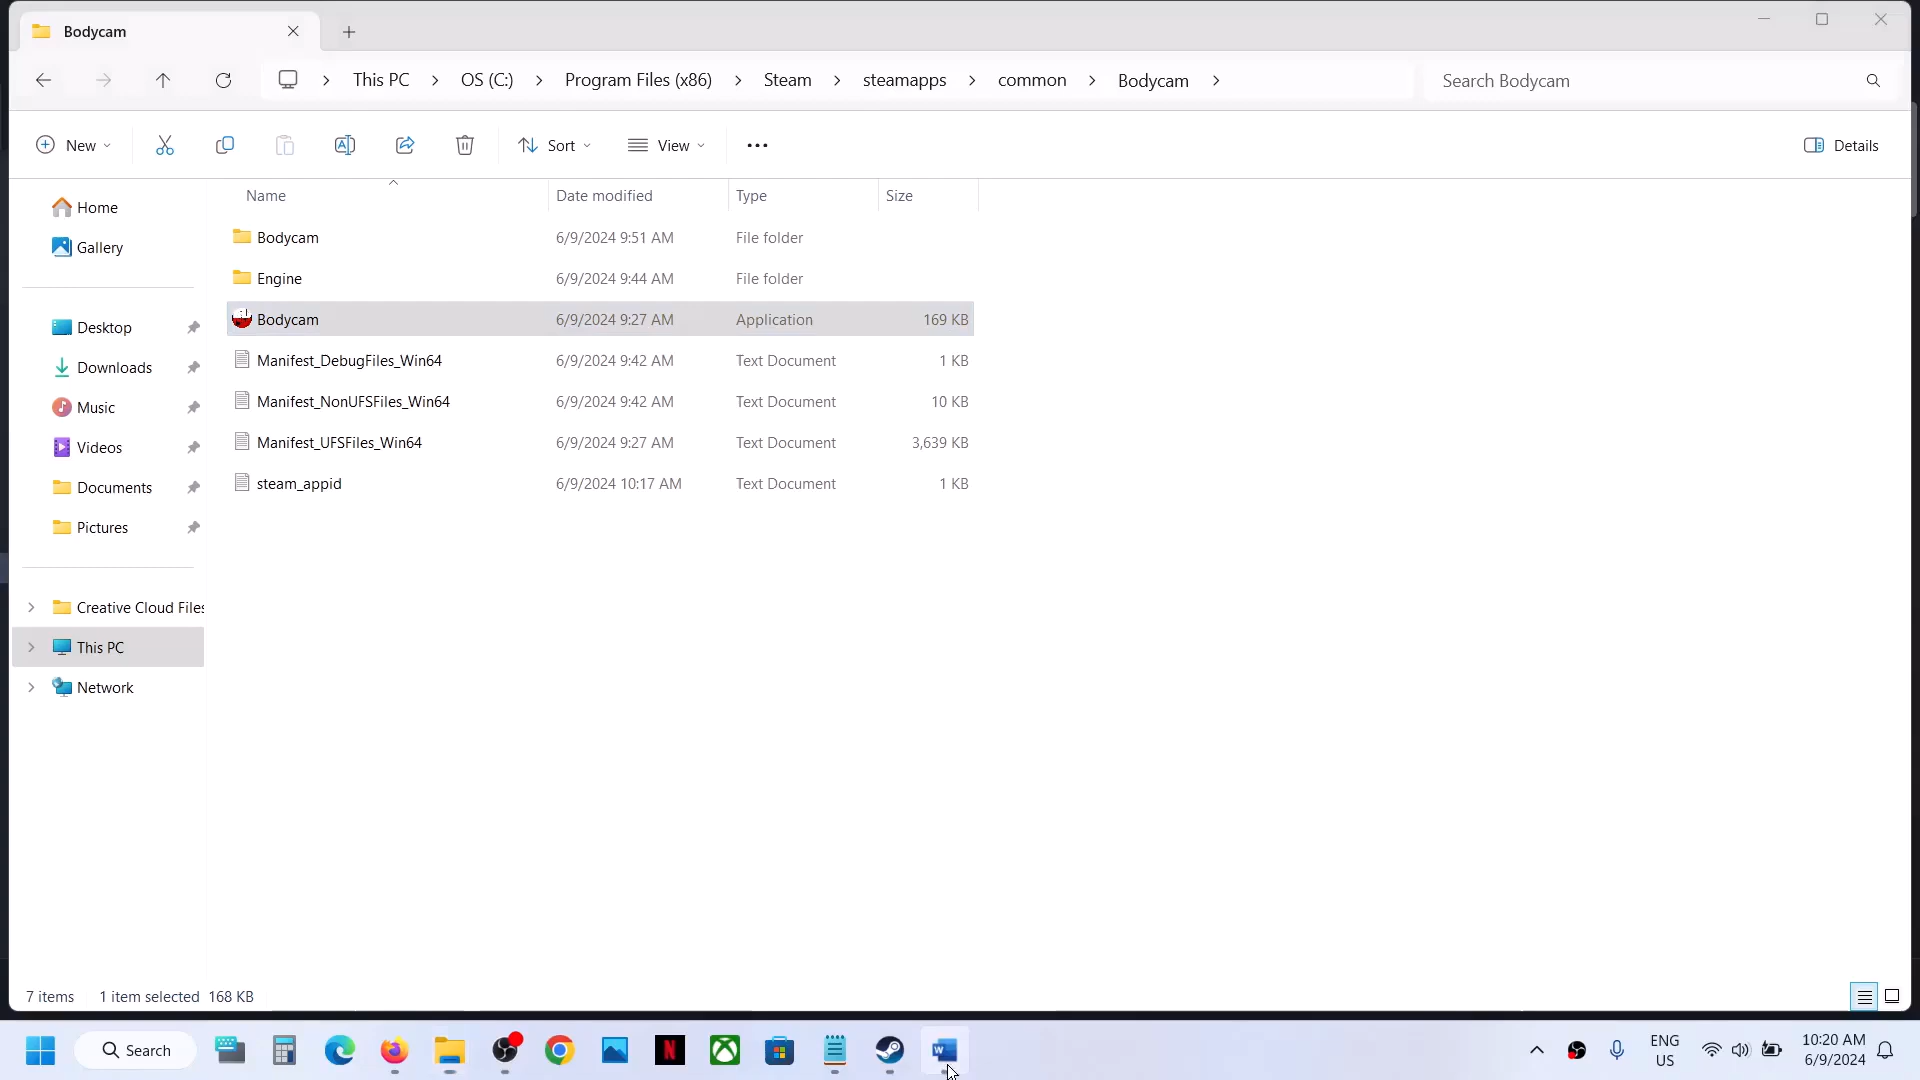 Bodycam
This PC
OS (C:)
Program Files (x86)
Steam
steamapps
common
Bodycam
Search Bodycam
New
Sort
View
Details
Name
Date modified
Type
Size
Home
Gallery
Desktop
Downloads
Music
Videos
Documents
Pictures
Creative Cloud Files
This PC
Network
Bodycam 6/9/2024 9:51 AM File folder
Engine 6/9/2024 9:44 AM File folder
Bodycam 6/9/2024 9:27 AM Application 169 KB
Manifest_DebugFiles_Win64 6/9/2024 9:42 AM Text Document 1 KB
Manifest_NonUFSFiles_Win64 6/9/2024 9:42 AM Text Document 10 KB
Manifest_UFSFiles_Win64 6/9/2024 9:27 AM Text Document 3,639 KB
steam_appid 6/9/2024 10:17 AM Text Document 1 KB
7 items 1 item selected 168 KB
Search
ENG
US
10:20 AM
6/9/2024